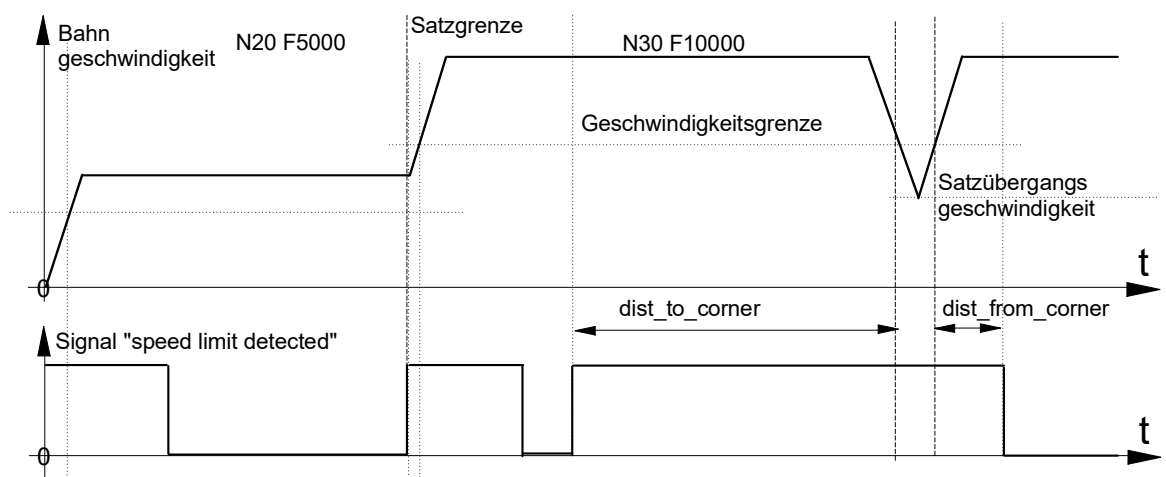 Bahn
geschwindigkeit
N20 F5000
Satzgrenze
N30 F10000
Geschwindigkeitsgrenze
Satzübergangs
geschwindigkeit
0
t
dist_to_corner
dist_from_corner
Signal "speed limit detected"
0
t